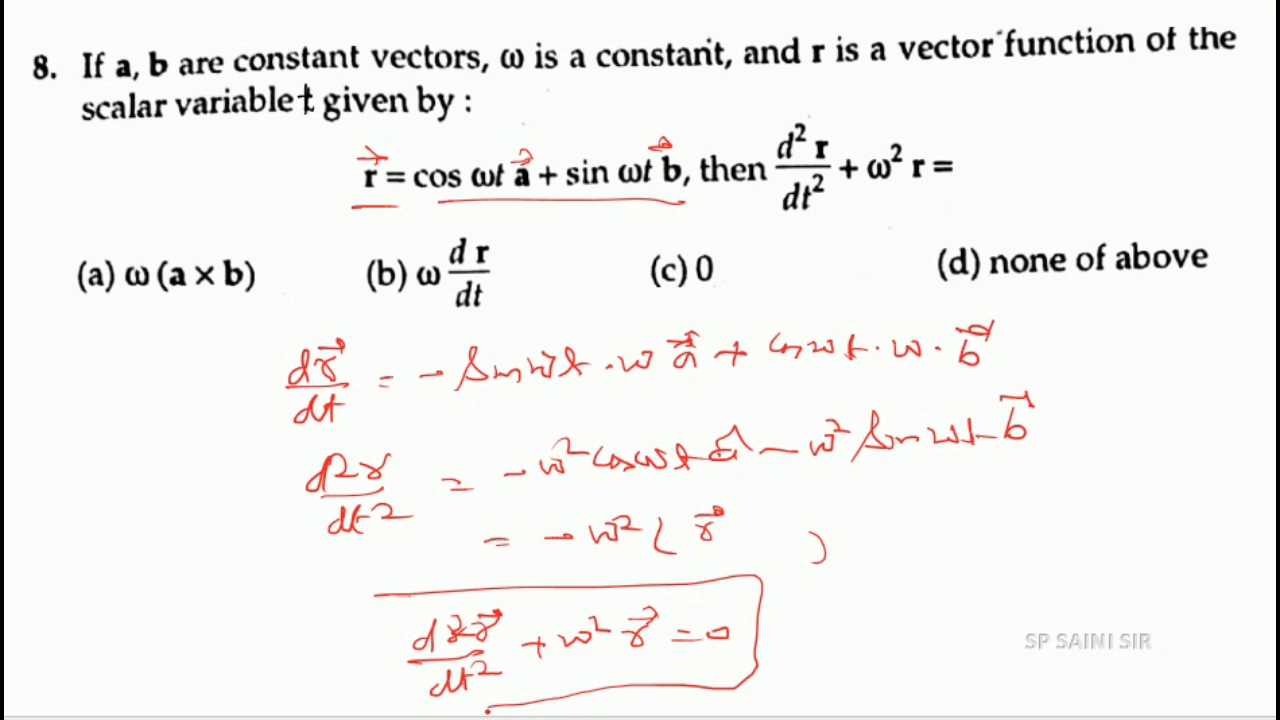 8. If a, b are constant vectors, ω is a constant, and r is a vector function of the
scalar variable t given by :
r⃗ = cos ωt a⃗ + sin ωt b⃗, then d²r/dt² + ω² r =
(a) ω (a × b) (b) ω dr/dt (c) 0 (d) none of above
dr⃗/dt = - sin ωt . ω a⃗ + cos ωt . ω . b⃗
d²r/dt² = - ω² cos ωt a⃗ - ω² sin ωt b⃗
= - ω² ( r⃗ )
d²r⃗/dt² + ω² r⃗ = 0
SP SAINI SIR